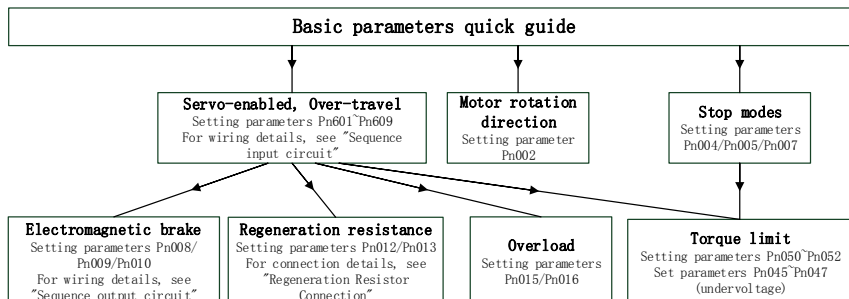 Basic parameters quick guide
Servo-enabled, Over-travel
Setting parameters Pn601~Pn609
For wiring details, see "Sequence
input circuit"
Motor rotation
direction
Setting parameter
Pn002
Stop modes
Setting parameters
Pn004/Pn005/Pn007
Electromagnetic brake
Setting parameters Pn008/
Pn009/Pn010
For wiring details, see
"Sequence output circuit"
Regeneration resistance
Setting parameters Pn012/Pn013
For connection details, see
"Regeneration Resistor
Connection"
Overload
Setting parameters
Pn015/Pn016
Torque limit
Setting parameters Pn050~Pn052
Set parameters Pn045~Pn047
(undervoltage)